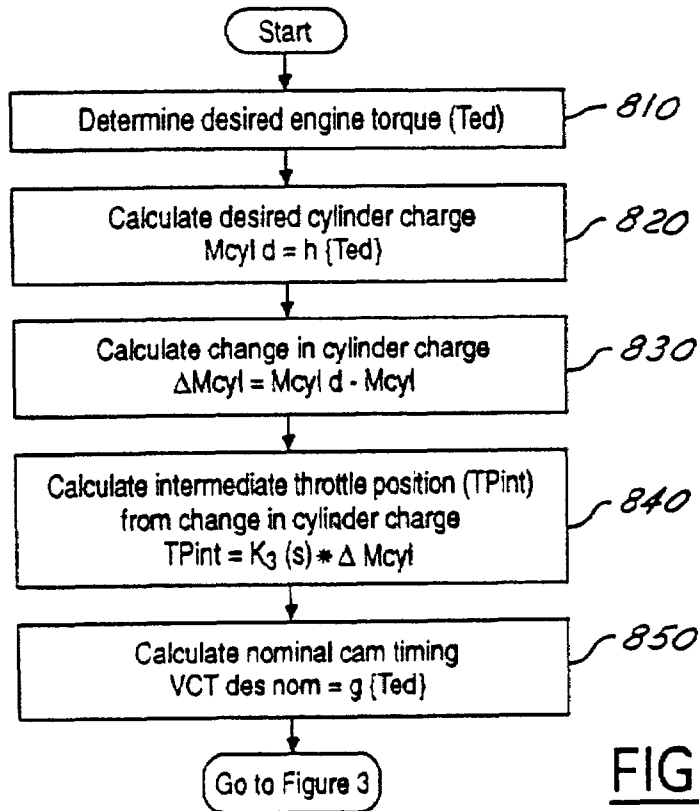 Start
Determine desired engine torque (Ted)
810
Calculate desired cylinder charge
Mcyl d = h {Ted}
820
Calculate change in cylinder charge
ΔMcyl = Mcyl d - Mcyl
830
Calculate intermediate throttle position (TPint)
from change in cylinder charge
TPint = K₃ (s) * Δ Mcyl
840
Calculate nominal cam timing
VCT des nom = g {Ted}
850
Go to Figure 3
FIG